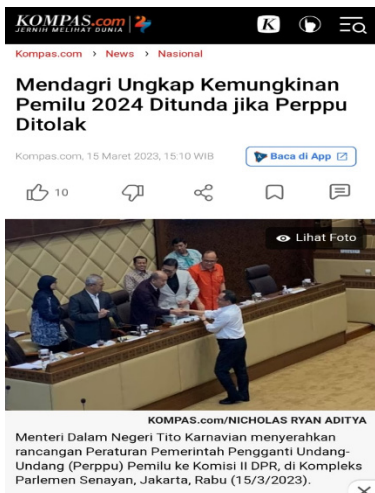 KOMPAS.com
JERNIH MELIHAT DUNIA
K
Kompas.com > News > Nasional
Mendagri Ungkap Kemungkinan
Pemilu 2024 Ditunda jika Perppu
Ditolak
Kompas.com, 15 Maret 2023, 15:10 WIB
Baca di App
10
Lihat Foto
KOMPAS.com/NICHOLAS RYAN ADITYA
Menteri Dalam Negeri Tito Karnavian menyerahkan
rancangan Peraturan Pemerintah Pengganti Undang-
Undang (Perppu) Pemilu ke Komisi II DPR, di Kompleks
Parlemen Senayan, Jakarta, Rabu (15/3/2023).